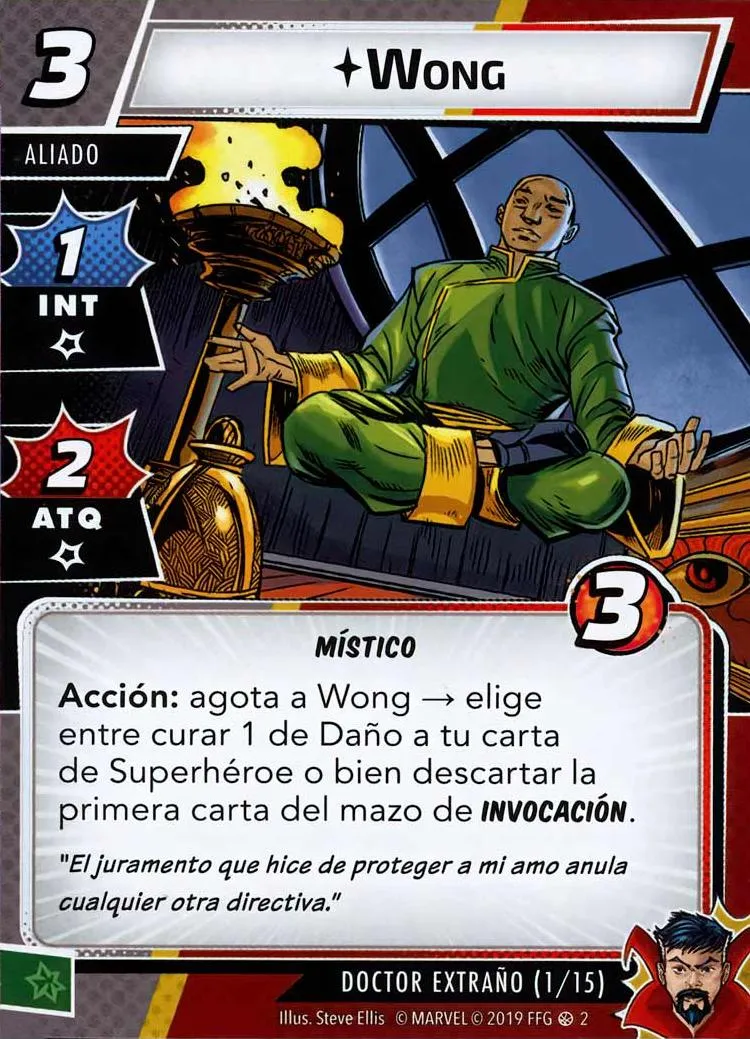 3
Wong
ALIADO
1
INT
2
ATQ
3
MÍSTICO
Acción: agota a Wong → elige
entre curar 1 de Daño a tu carta
de Superhéroe o bien descartar la
primera carta del mazo de INVOCACIÓN.
"El juramento que hice de proteger a mi amo anula
cualquier otra directiva."
DOCTOR EXTRAÑO (1/15)
Illus. Steve Ellis © MARVEL © 2019 FFG 2